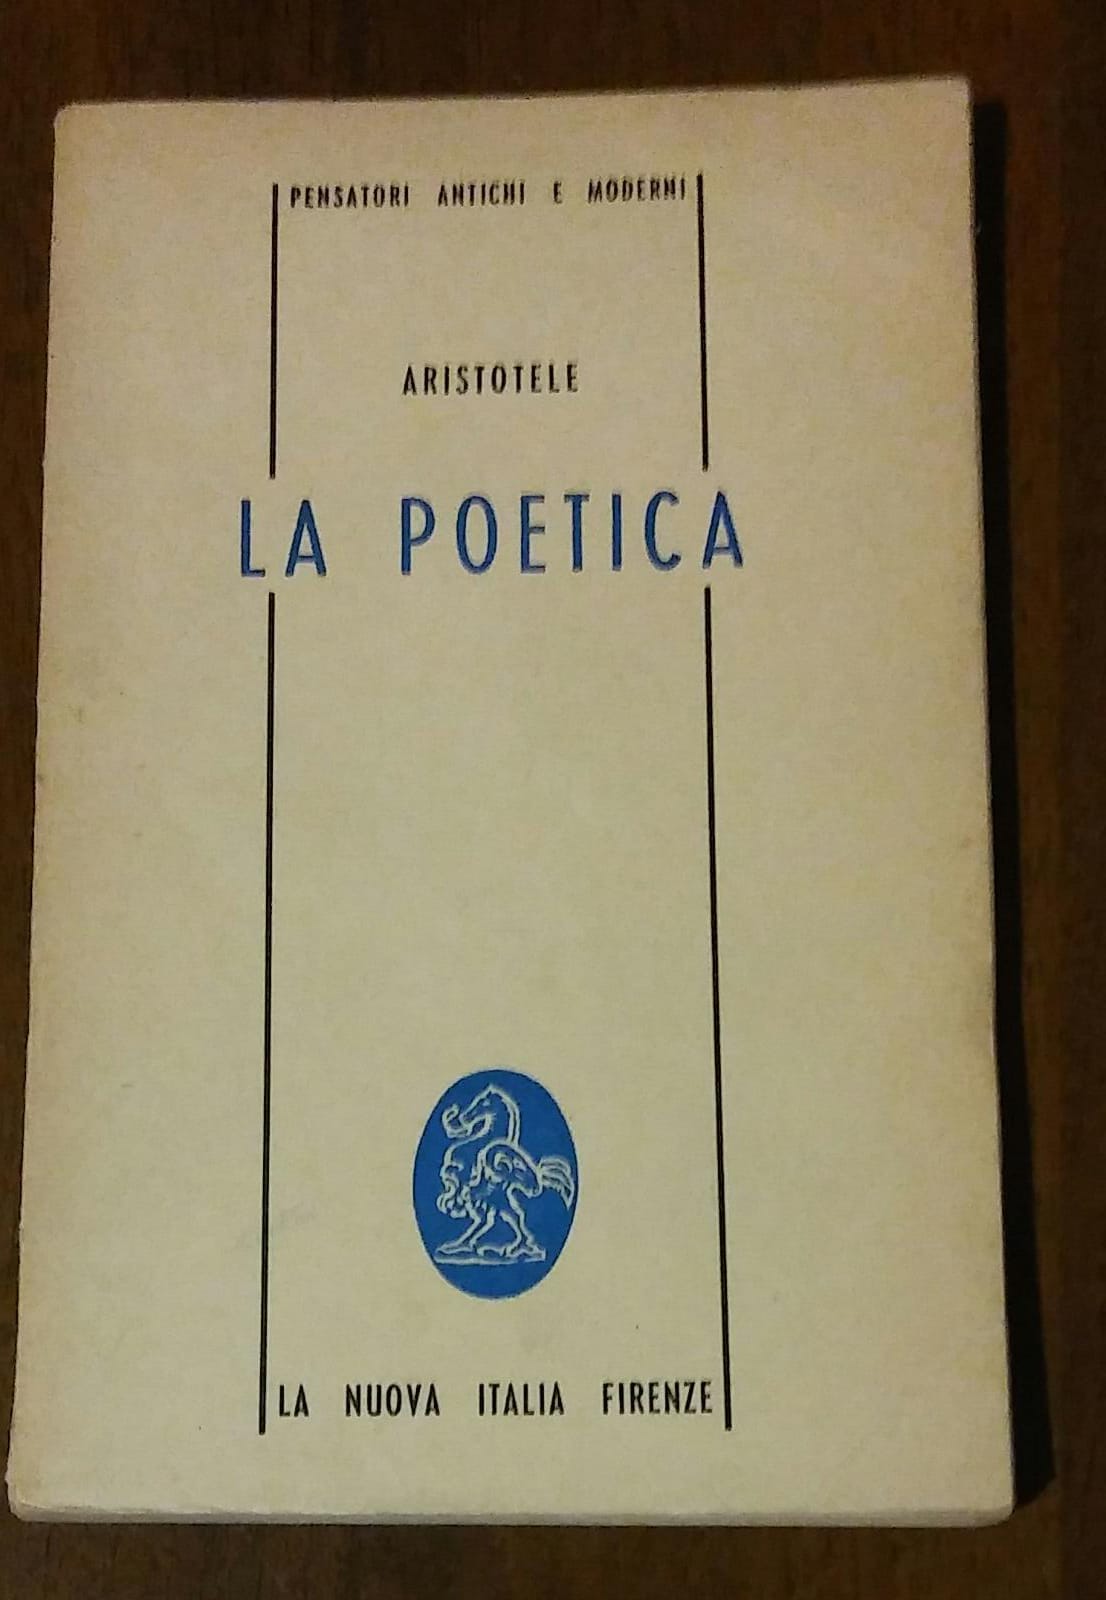 PENSATORI ANTICHI E MODERNI
ARISTOTELE
LA POETICA
LA NUOVA ITALIA FIRENZE